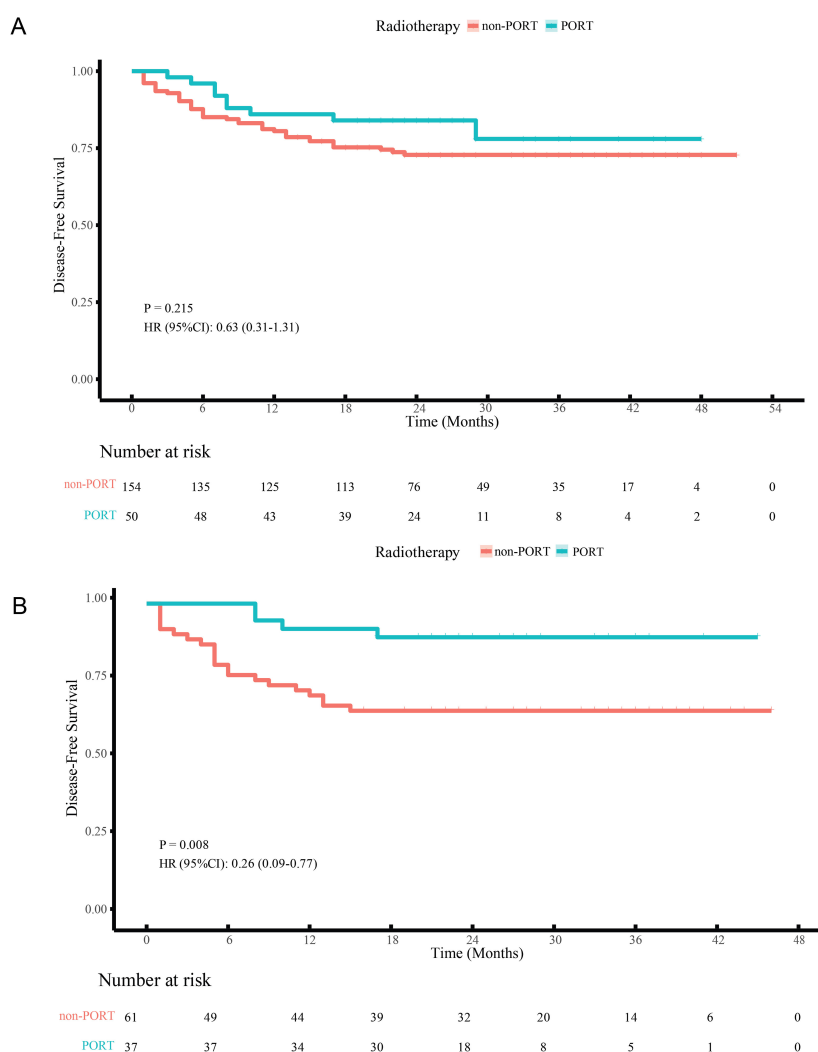 A
Radiotherapy non-PORT PORT
1.00
0.75
0.50
0.25
0.00
Disease-Free Survival
P = 0.215
HR (95%CI): 0.63 (0.31-1.31)
0 6 12 18 24 30 36 42 48 54
Time (Months)
Number at risk
non-PORT 154 135 125 113 76 49 35 17 4 0
PORT 50 48 43 39 24 11 8 4 2 0
Radiotherapy non-PORT PORT
B
1.00
0.75
0.50
0.25
0.00
Disease-Free Survival
P = 0.008
HR (95%CI): 0.26 (0.09-0.77)
0 6 12 18 24 30 36 42 48
Time (Months)
Number at risk
non-PORT 61 49 44 39 32 20 14 6 0
PORT 37 37 34 30 18 8 5 1 0